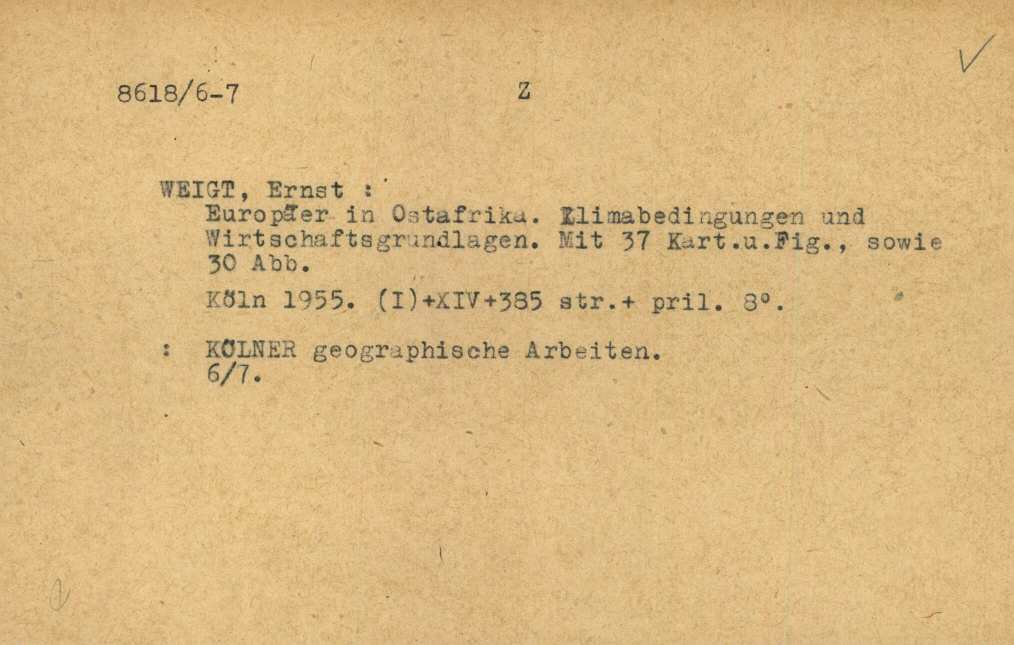 8618/6-7 Z
WEIGT, Ernst :
Europäer in Ostafrika. Klimabedingungen und
Wirtschaftsgrundlagen. Mit 37 Kart.u.Fig., sowie
30 Abb.
Köln 1955. (I)+XIV+385 str.+ pril. 8°.
: KÖLNER geographische Arbeiten.
6/7.